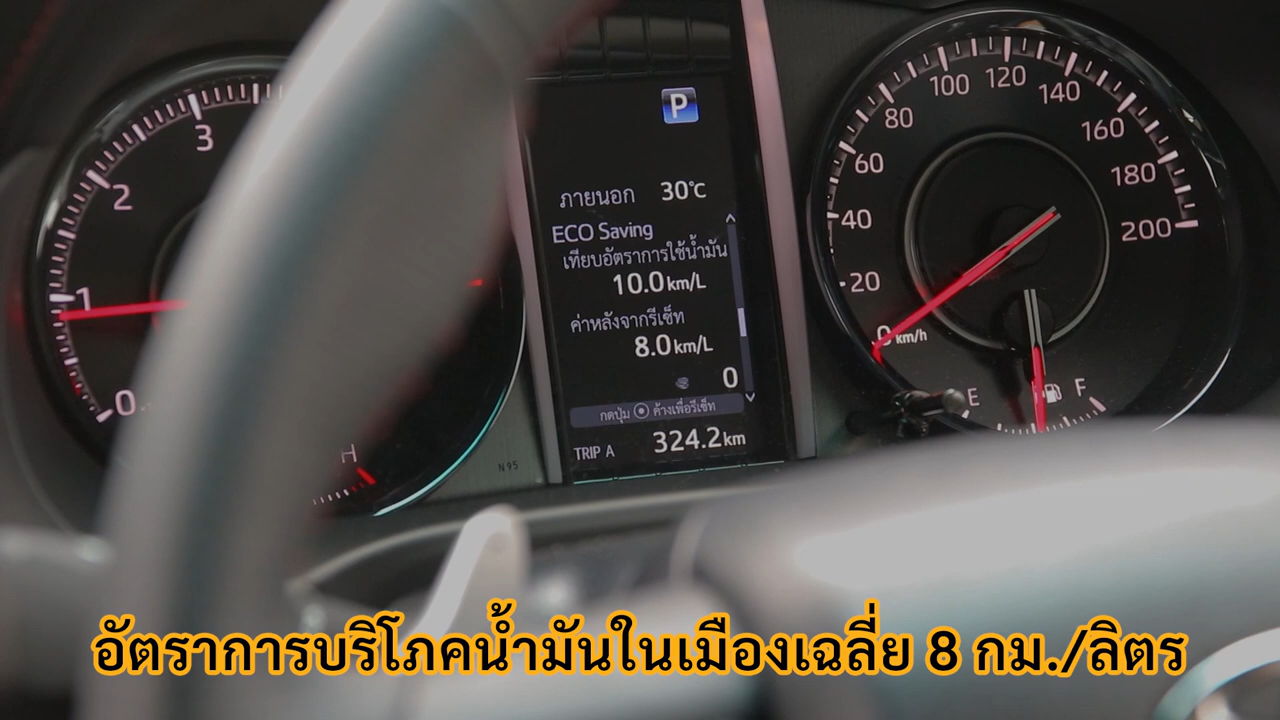 3
2
1
0
H
N 95
P
ภายนอก 30°C
ECO Saving
เทียบอัตราการใช้น้ำมัน
10.0 km/L
ค่าหลังจากรีเซ็ท
8.0 km/L
0
กดปุ่ม ค้างเพื่อรีเซ็ท
TRIP A 324.2 km
0
20
40
60
80
100
120
140
160
180
200
km/h
E F
อัตราการบริโภคน้ำมันในเมืองเฉลี่ย 8 กม./ลิตร